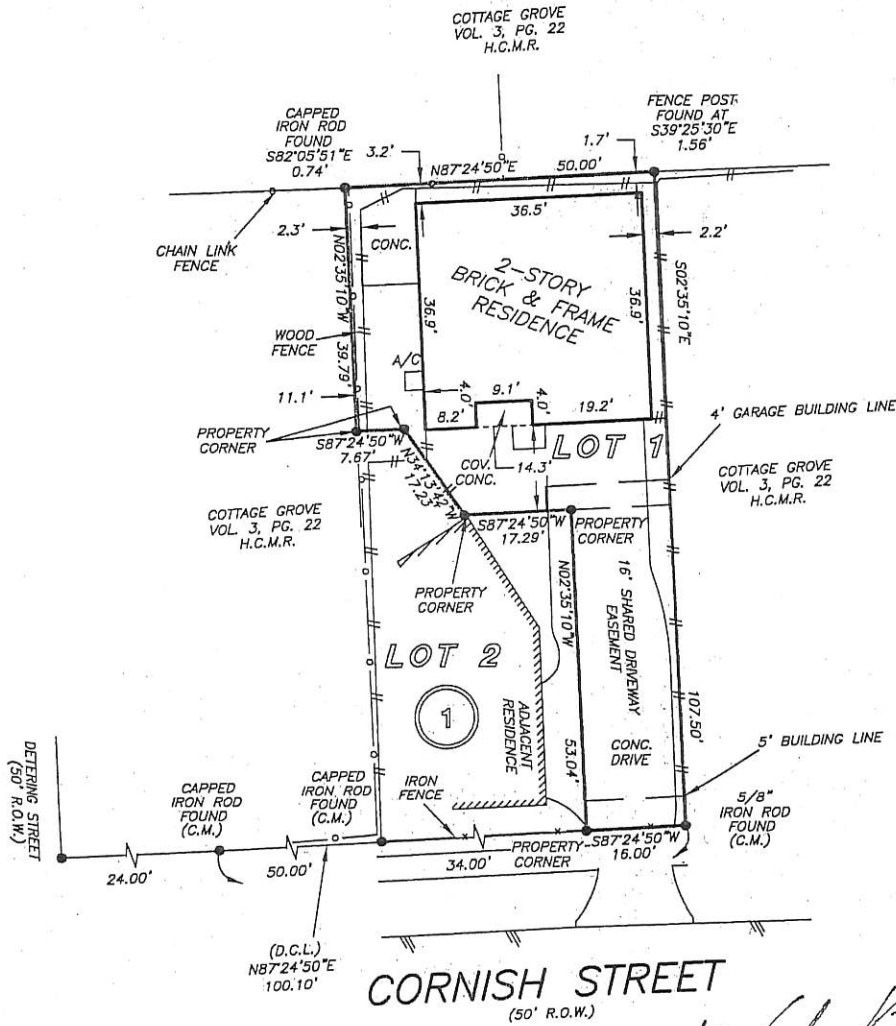 COTTAGE GROVE
VOL. 3, PG. 22
H.C.M.R.
CAPPED
IRON ROD
FOUND
S82°05'51"E
0.74'
FENCE POST
FOUND AT
S39°25'30"E
1.56'
3.2'
N87°24'50"E
50.00'
1.7'
36.5'
CHAIN LINK
FENCE
2.3'
CONC.
2.2'
N02°35'10"W
39.79'
2-STORY
BRICK & FRAME
RESIDENCE
36.9'
36.9'
S02°35'10"E
WOOD
FENCE
A/C
11.1'
4.0'
9.1'
4.0'
8.2'
19.2'
4' GARAGE BUILDING LINE
PROPERTY
CORNER
S87°24'50"W
7.67'
N34°13'42"W
17.23'
COV.
CONC.
14.3'
LOT 1
COTTAGE GROVE
VOL. 3, PG. 22
H.C.M.R.
COTTAGE GROVE
VOL. 3, PG. 22
H.C.M.R.
S87°24'50"W
17.29'
PROPERTY
CORNER
PROPERTY
CORNER
N02°35'10"W
53.04'
16' SHARED DRIVEWAY
EASEMENT
LOT 2
1
ADJACENT
RESIDENCE
107.50'
CONC.
DRIVE
5' BUILDING LINE
DETERING STREET
(50' R.O.W.)
CAPPED
IRON ROD
FOUND
(C.M.)
CAPPED
IRON ROD
FOUND
(C.M.)
IRON
FENCE
5/8"
IRON ROD
FOUND
(C.M.)
24.00'
50.00'
34.00'
PROPERTY
CORNER
S87°24'50"W
16.00'
(D.C.L.)
N87°24'50"E
100.10'
CORNISH STREET
(50' R.O.W.)